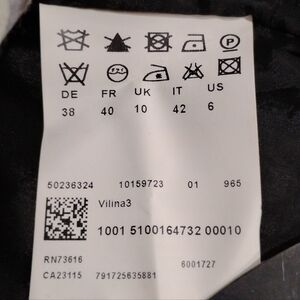 DE FR UK IT US
38 40 10 42 6
50236324 10159723 01 965
Vilina3
1001 5100164732 00010
RN73616 6001727
CA23115 791725635881